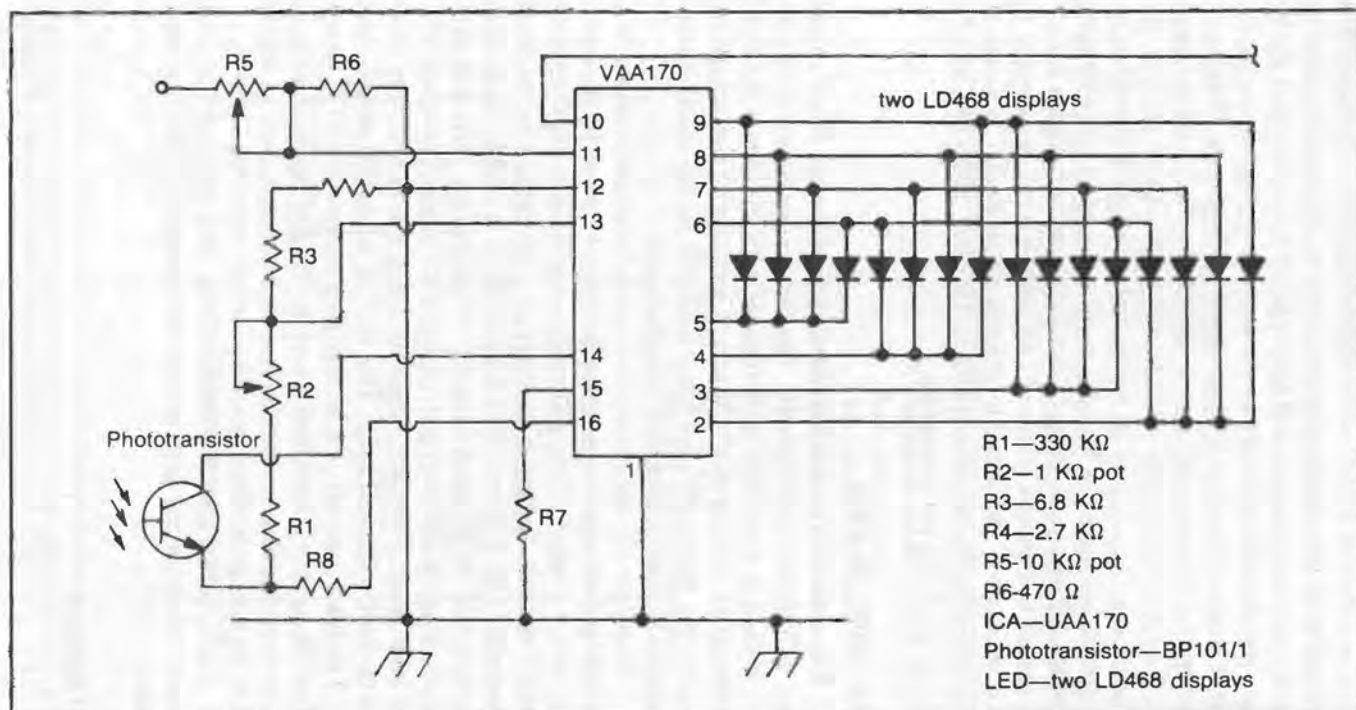 R5
R6
VAA170
two LD468 displays
10
11
12
13
14
15
16
1
9
8
7
6
5
4
3
2
R3
R2
Phototransistor
R1
R8
R7
R1—330 KΩ
R2—1 KΩ pot
R3—6.8 KΩ
R4—2.7 KΩ
R5-10 KΩ pot
R6-470 Ω
ICA—UAA170
Phototransistor—BP101/1
LED—two LD468 displays